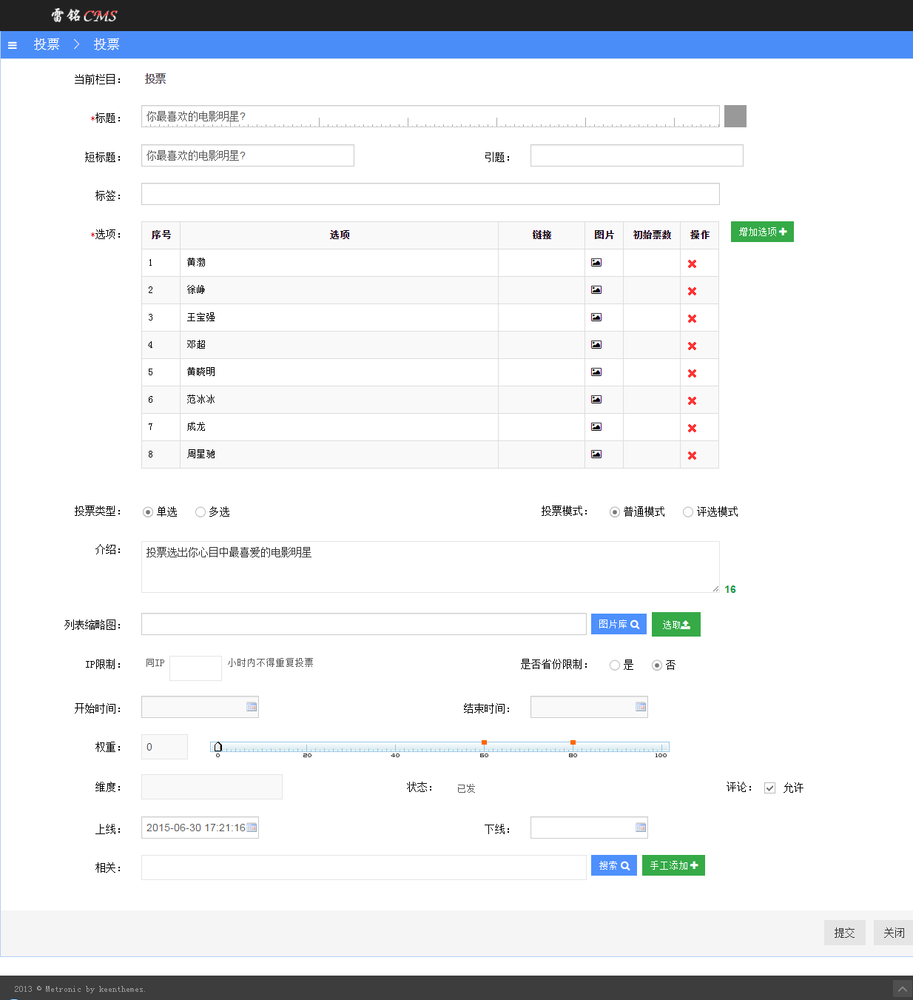 雷铭CMS
投票 投票
当前栏目： 投票
*标题： 你最喜欢的电影明星?
短标题： 你最喜欢的电影明星? 引题：
标签：
*选项： 序号 选项 链接 图片 初始票数 操作 增加选项
1 黄渤
2 徐峥
3 王宝强
4 邓超
5 黄晓明
6 范冰冰
7 成龙
8 周星驰
投票类型： 单选 多选 投票模式： 普通模式 评选模式
介绍： 投票选出你心目中最喜爱的电影明星
16
列表缩略图： 图片库 选取
IP限制： 同IP 小时内不得重复投票 是否省份限制： 是 否
开始时间： 结束时间：
权重： 0 0 20 40 60 80 100
维度： 状态： 已发 评论： 允许
上线： 2015-06-30 17:21:16 下线：
相关： 搜索 手工添加
提交 关闭
2013 © Metronic by keenthemes.